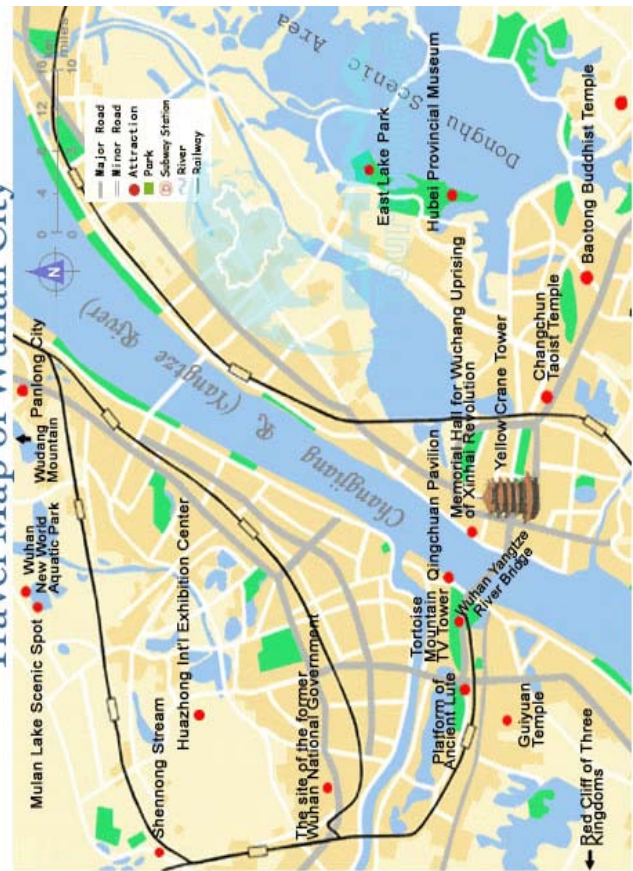 Travel Map of Wuhan City
Mulan Lake Scenic Spot
Wuhan
New World
Aquatic Park
Wudang
Mountain
Panlong City
N
0 4 8 12 16 km
0 10 miles
Major Road
Minor Road
Attraction
Park
Subway Station
River
Railway
Shennong Stream
Huazhong Int'l Exhibition Center
Changjiang R. (Yangtze River)
Donghu Scenic Area
East Lake Park
Hubei Provincial Museum
The site of the former
Wuhan National Government
Tortoise
Mountain
TV Tower
Qingchuan Pavilion
Memorial Hall for Wuchang Uprising
of Xinhai Revolution
Yellow Crane Tower
Platform of
Ancient Lute
Wuhan Yangtze
River Bridge
Guiyuan
Temple
Changchun
Taoist Temple
Baotong Buddhist Temple
Red Cliff of Three
Kingdoms